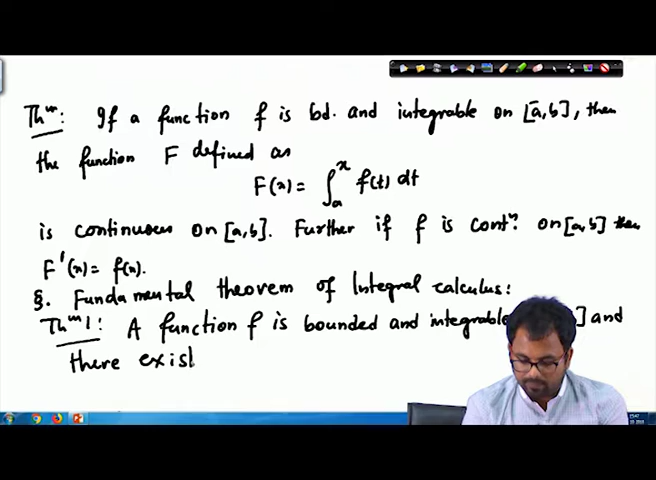 Thm: If a function f is bd. and integrable on [a,b], then
the function F defined as
F(x) = ∫_a^x f(t) dt
is continuous on [a,b]. Further if f is contn. on [a,b] then
F'(x) = f(x).
§. Fundamental theorem of Integral calculus:
Thm 1: A function f is bounded and integrable ] and
there exist